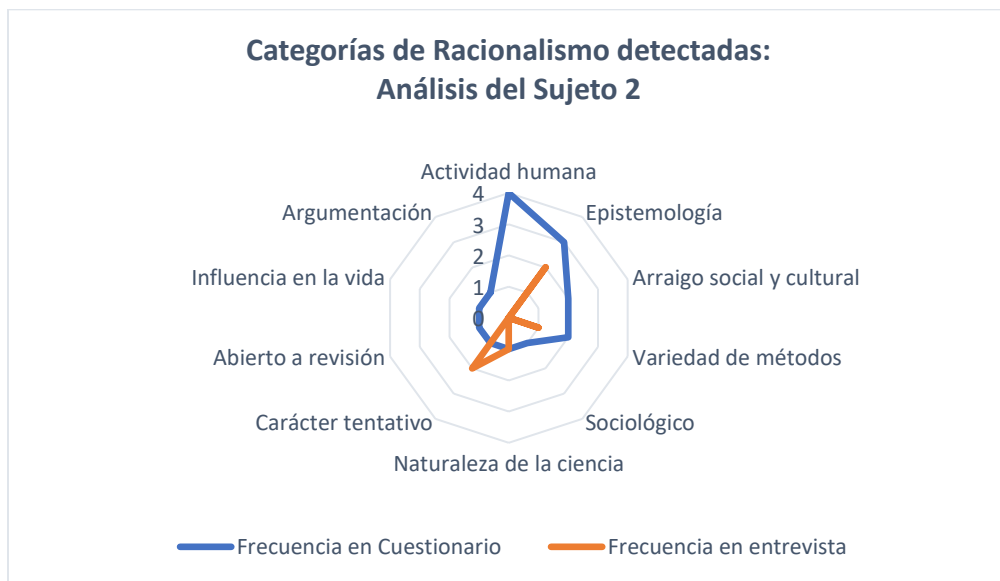 Categorías de Racionalismo detectadas:
Análisis del Sujeto 2
Actividad humana
4
Argumentación
Epistemología
3
2
Influencia en la vida
Arraigo social y cultural
1
0
Abierto a revisión
Variedad de métodos
Carácter tentativo
Sociológico
Naturaleza de la ciencia
Frecuencia en Cuestionario
Frecuencia en entrevista